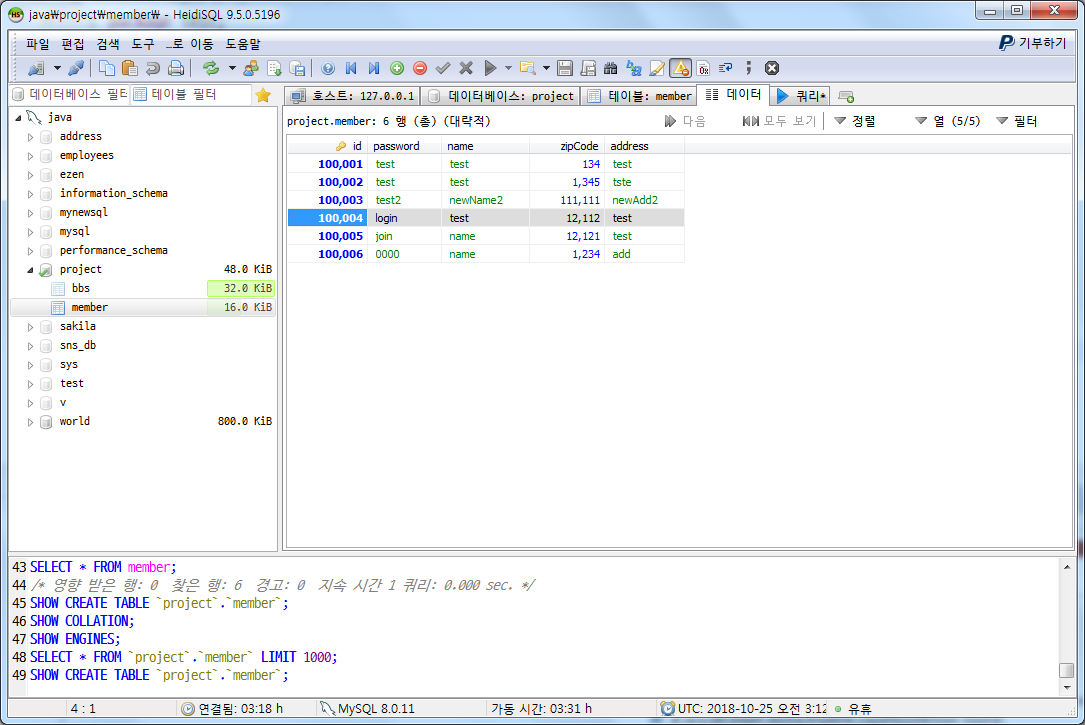 java\project\member\ - HeidiSQL 9.5.0.5196
파일 편집 검색 도구 …로 이동 도움말
기부하기
데이터베이스 필터 테이블 필터
호스트: 127.0.0.1 데이터베이스: project 테이블: member 데이터 쿼리*
project.member: 6 행 (총) (대략적) 다음 모두 보기 정렬 열 (5/5) 필터
java
address
employees
ezen
information_schema
mynewsql
mysql
performance_schema
project 48.0 KiB
bbs 32.0 KiB
member 16.0 KiB
sakila
sns_db
sys
test
v
world 800.0 KiB
id password name zipCode address
100,001 test test 134 test
100,002 test test 1,345 tste
100,003 test2 newName2 111,111 newAdd2
100,004 login test 12,112 test
100,005 join name 12,121 test
100,006 0000 name 1,234 add
43 SELECT * FROM member;
44 /* 영향 받은 행: 0 찾은 행: 6 경고: 0 지속 시간 1 쿼리: 0.000 sec. */
45 SHOW CREATE TABLE `project`.`member`;
46 SHOW COLLATION;
47 SHOW ENGINES;
48 SELECT * FROM `project`.`member` LIMIT 1000;
49 SHOW CREATE TABLE `project`.`member`;
4 : 1 연결됨: 03:18 h MySQL 8.0.11 가동 시간: 03:31 h UTC: 2018-10-25 오전 3:12 유휴